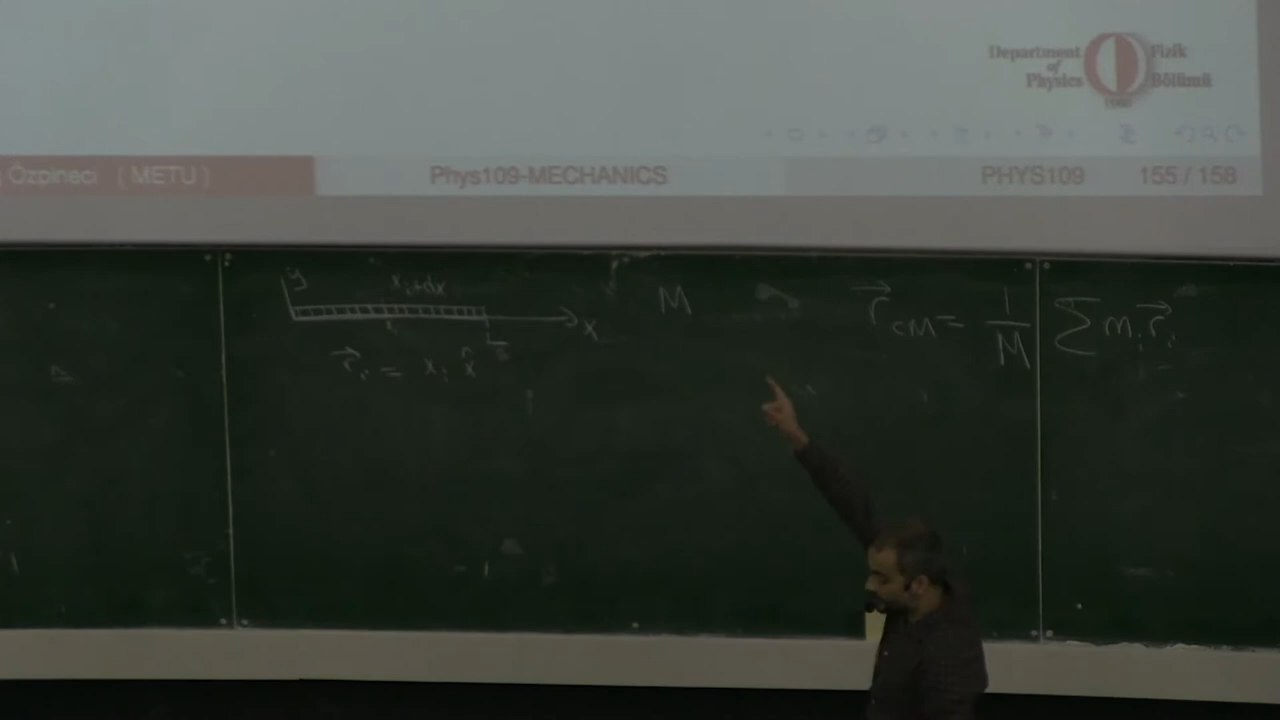 Department of Physics
Fizik Bölümü
Özpineci ( METU )
Phys109-MECHANICS
PHYS109
155 / 158
y
x
L
M
r⃗ᵢ = xᵢ x̂
r⃗CM = 1/M ∑ mᵢ r⃗ᵢ